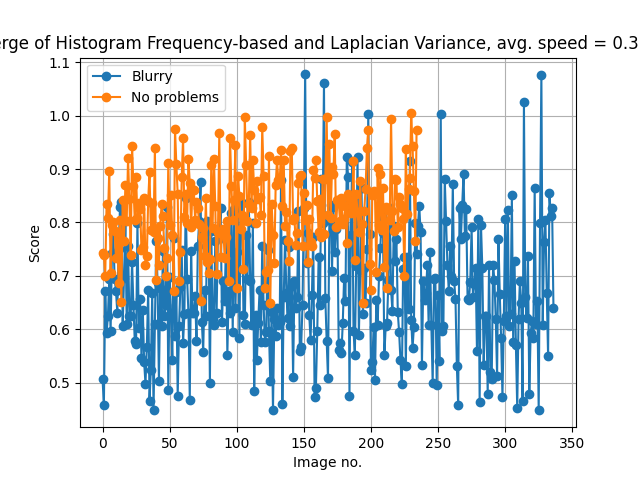 of Histogram Frequency-based and Laplacian Variance, avg. speed = 0.3
Blurry
No problems
1.1
1.0
0.9
0.8
0.7
0.6
0.5
Score
0 50 100 150 200 250 300 350
Image no.